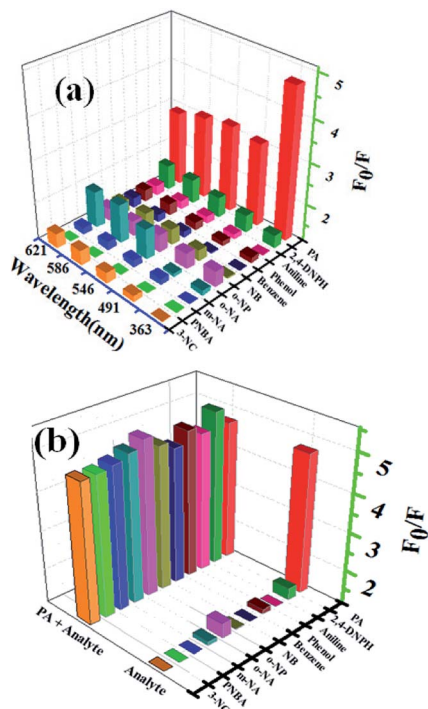 (a)
5
4
3
2
F₀/F
621
586
546
491
363
Wavelength(nm)
PA
2,4-DNPH
Aniline
Phenol
Benzene
NB
o-NP
o-NA
m-NA
PNBA
3-NC
(b)
5
4
3
2
F₀/F
PA + Analyte
Analyte
PA
2,4-DNPH
Aniline
Phenol
Benzene
NB
o-NP
o-NA
m-NA
PNBA
3-NC